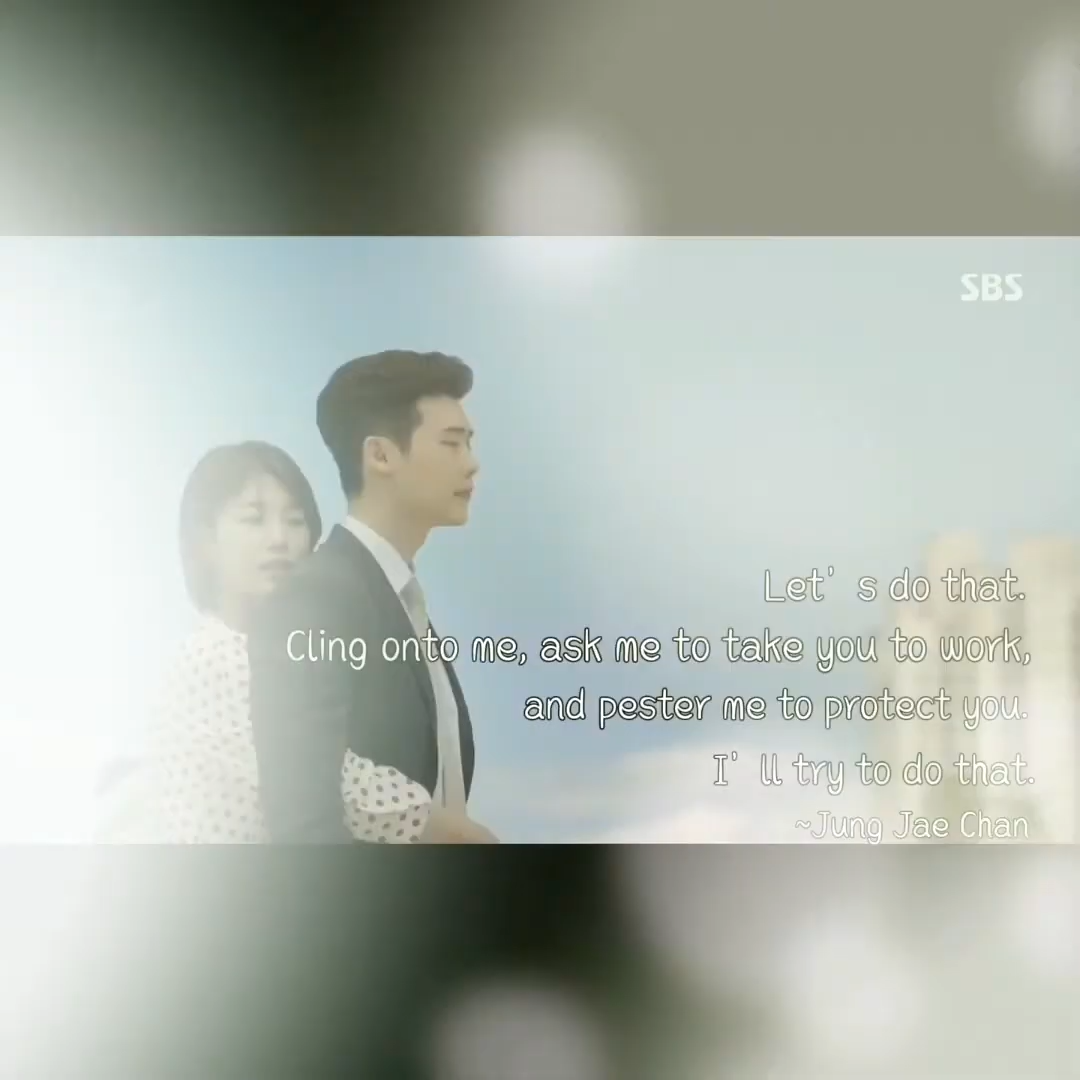 SBS
Let's do that.
Cling onto me, ask me to take you to work,
and pester me to protect you.
I'll try to do that.
~Jung Jae Chan